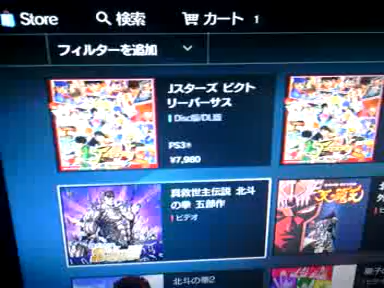 Store
検索
カート 1
フィルターを追加
Jスターズ ビクト
リーバーサス
Disc版/DL版
PS3®
¥7,980
真救世主伝説 北斗
の拳 五部作
ビデオ
北斗の拳2